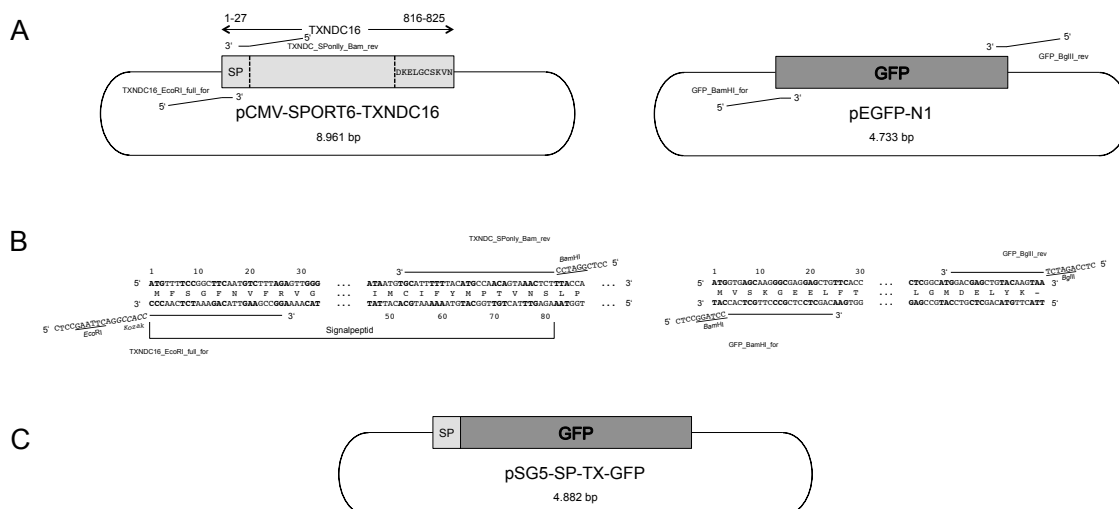 A
1-27
TXNDC16
816-825
3'
5'
TXNDC_SPonlly_Bam_rev
SP
DKELGCSKVN
TXNDC16_EcoRI_full_for
5'
3'
pCMV-SPORT6-TXNDC16
8.961 bp
3'
5'
GFP_BglII_rev
GFP
GFP_BamHI_for
5'
3'
pEGFP-N1
4.733 bp
B
TXNDC_SPonly_Bam_rev
BamHI
CCTAGGCTCC 5'
3'
1 10 20 30
5' ATGTTTTCCGGCTTCAATGTCTTTAGAGTTGGG ... ATAATGTGCATTTTTTACATGCCAACAGTAAACTCTTTACCA ... 3'
M F S G F N V F R V G ... I M C I F Y M P T V N S L P
3' CCCAACTCTAAAGACATTGAAGCCGGAAAACAT ... TATTACACGTAAAAAATGTACGGTTGTCATTTGAGAAATGGT ... 5'
50 60 70 80
5' CTCCGAATTCAGGCCACC
EcoRI
Kozak
3'
Signalpeptid
TXNDC16_EcoRI_full_for
GFP_BglII_rev
3'
TCTAGACCTC 5'
BglII
1 10 20 30
5' ATGGTGAGCAAGGGCGAGGAGCTGTTCACC ... CTCGGCATGGACGAGCTGTACAAGTAA 3'
M V S K G E E L F T ... L G M D E L Y K –
3' TACCACTCGTTCCCGCTCCTCGACAAGTGG ... GAGCCGTACCTGCTCGACATGTTCATT 5'
5' CTCCGGATCC
BamHI
3'
GFP_BamHI_for
C
SP
GFP
pSG5-SP-TX-GFP
4.882 bp